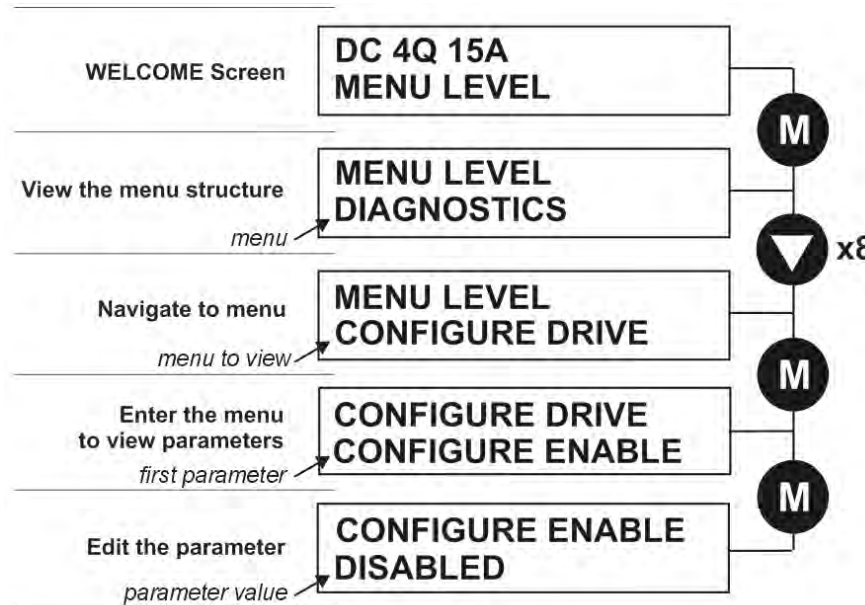 WELCOME Screen
DC 4Q 15A
MENU LEVEL
M
View the menu structure
menu
MENU LEVEL
DIAGNOSTICS
Navigate to menu
menu to view
MENU LEVEL
CONFIGURE DRIVE
M
Enter the menu
to view parameters
first parameter
CONFIGURE DRIVE
CONFIGURE ENABLE
M
Edit the parameter
parameter value
CONFIGURE ENABLE
DISABLED